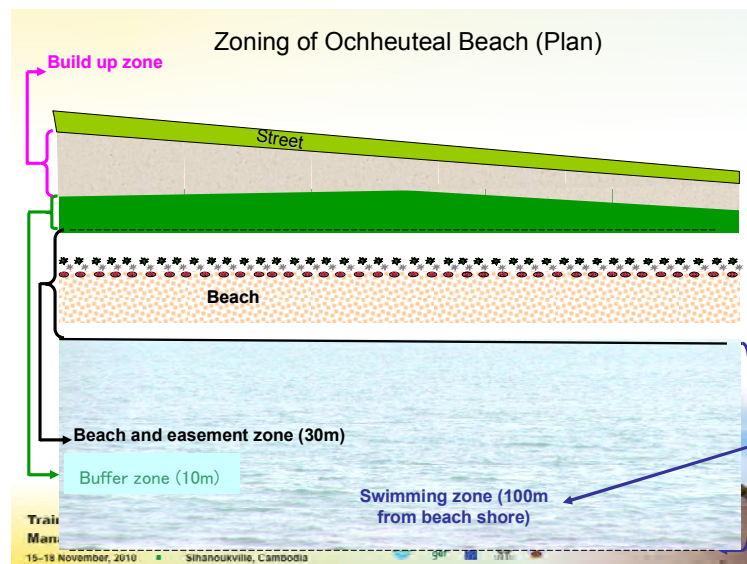 Zoning of Ochheuteal Beach (Plan)
Build up zone
Street
Beach
Beach and easement zone (30m)
Buffer zone (10m)
Swimming zone (100m
from beach shore)
15-18 November, 2010 ▪ Sihanoukville, Cambodia